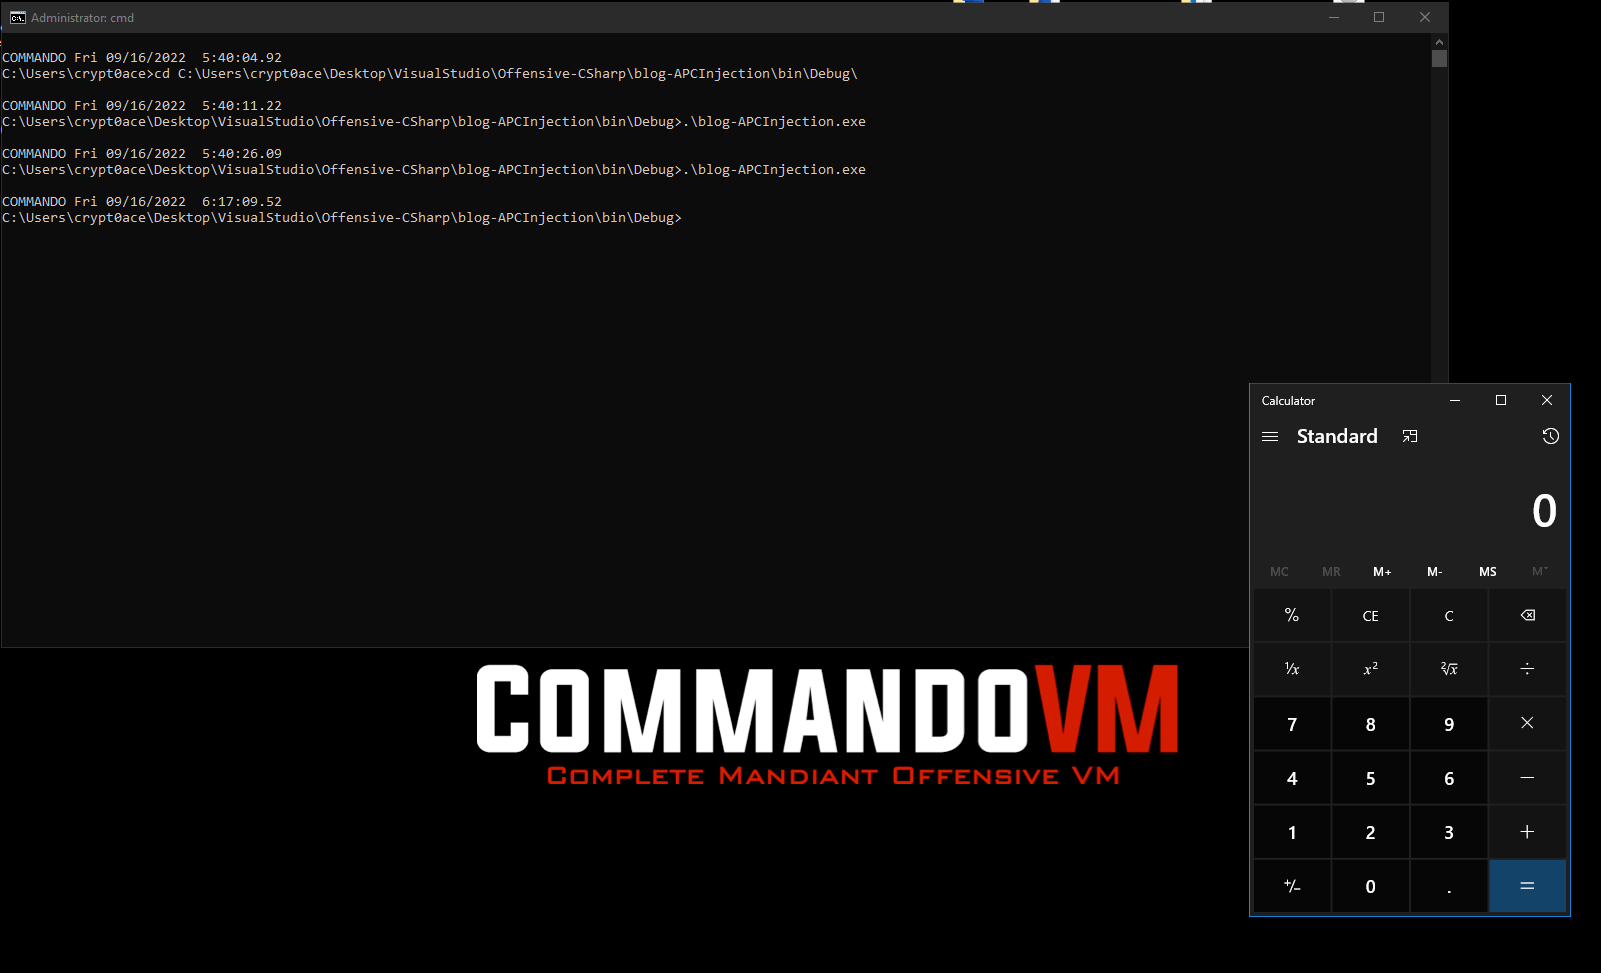 Administrator: cmd
COMMANDO Fri 09/16/2022  5:40:04.92
C:\Users\crypt0ace>cd C:\Users\crypt0ace\Desktop\VisualStudio\Offensive-CSharp\blog-APCInjection\bin\Debug\
COMMANDO Fri 09/16/2022  5:40:11.22
C:\Users\crypt0ace\Desktop\VisualStudio\Offensive-CSharp\blog-APCInjection\bin\Debug>.\blog-APCInjection.exe
COMMANDO Fri 09/16/2022  5:40:26.09
C:\Users\crypt0ace\Desktop\VisualStudio\Offensive-CSharp\blog-APCInjection\bin\Debug>.\blog-APCInjection.exe
COMMANDO Fri 09/16/2022  6:17:09.52
C:\Users\crypt0ace\Desktop\VisualStudio\Offensive-CSharp\blog-APCInjection\bin\Debug>
Calculator
Standard
0
MC MR M+ M- MS M˅
% CE C ⌫
¹/x x² ²√x ÷
7 8 9 ×
4 5 6 −
1 2 3 +
+/− 0 . =
COMMANDOVM
COMPLETE MANDIANT OFFENSIVE VM